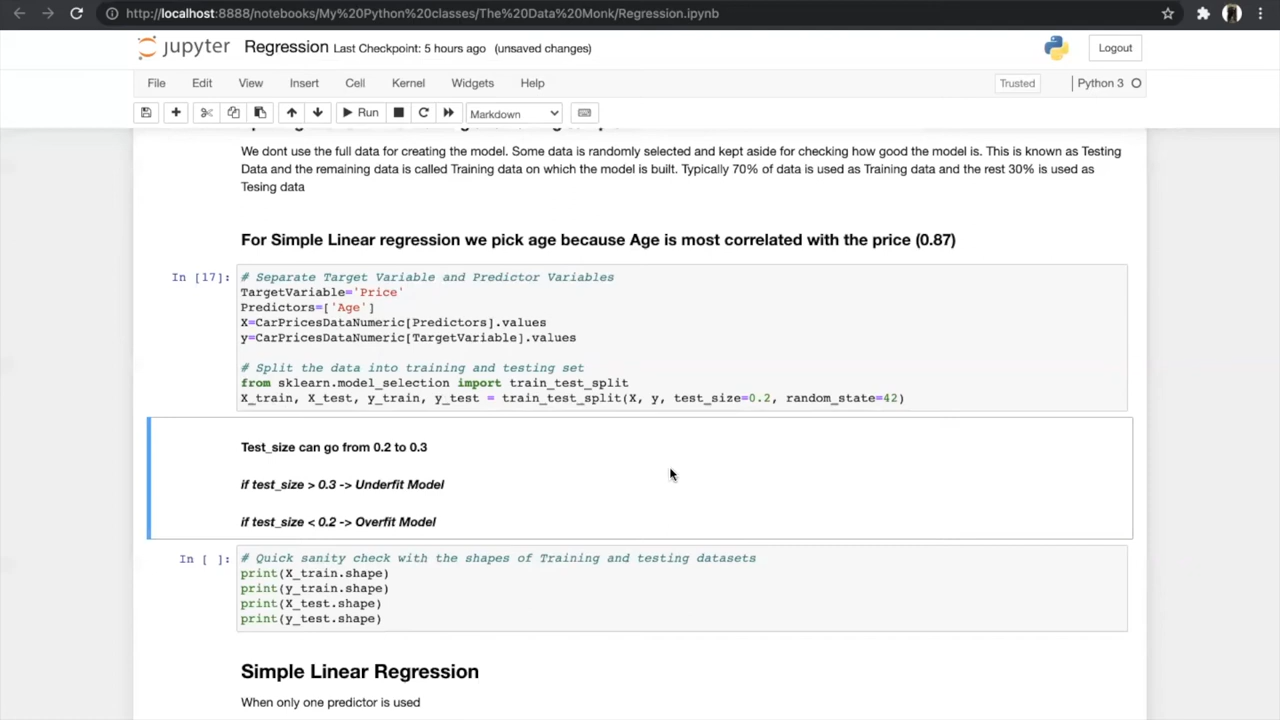 http://localhost:8888/notebooks/My%20Python%20classes/The%20Data%20Monk/Regression.ipynb
jupyter Regression Last Checkpoint: 5 hours ago (unsaved changes) Logout
File Edit View Insert Cell Kernel Widgets Help Trusted Python 3
Run Markdown
We dont use the full data for creating the model. Some data is randomly selected and kept aside for checking how good the model is. This is known as Testing
Data and the remaining data is called Training data on which the model is built. Typically 70% of data is used as Training data and the rest 30% is used as
Tesing data
For Simple Linear regression we pick age because Age is most correlated with the price (0.87)
In [17]: # Separate Target Variable and Predictor Variables
TargetVariable='Price'
Predictors=['Age']
X=CarPricesDataNumeric[Predictors].values
y=CarPricesDataNumeric[TargetVariable].values
# Split the data into training and testing set
from sklearn.model_selection import train_test_split
X_train, X_test, y_train, y_test = train_test_split(X, y, test_size=0.2, random_state=42)
Test_size can go from 0.2 to 0.3
if test_size > 0.3 -> Underfit Model
if test_size < 0.2 -> Overfit Model
In [ ]: # Quick sanity check with the shapes of Training and testing datasets
print(X_train.shape)
print(y_train.shape)
print(X_test.shape)
print(y_test.shape)
Simple Linear Regression
When only one predictor is used